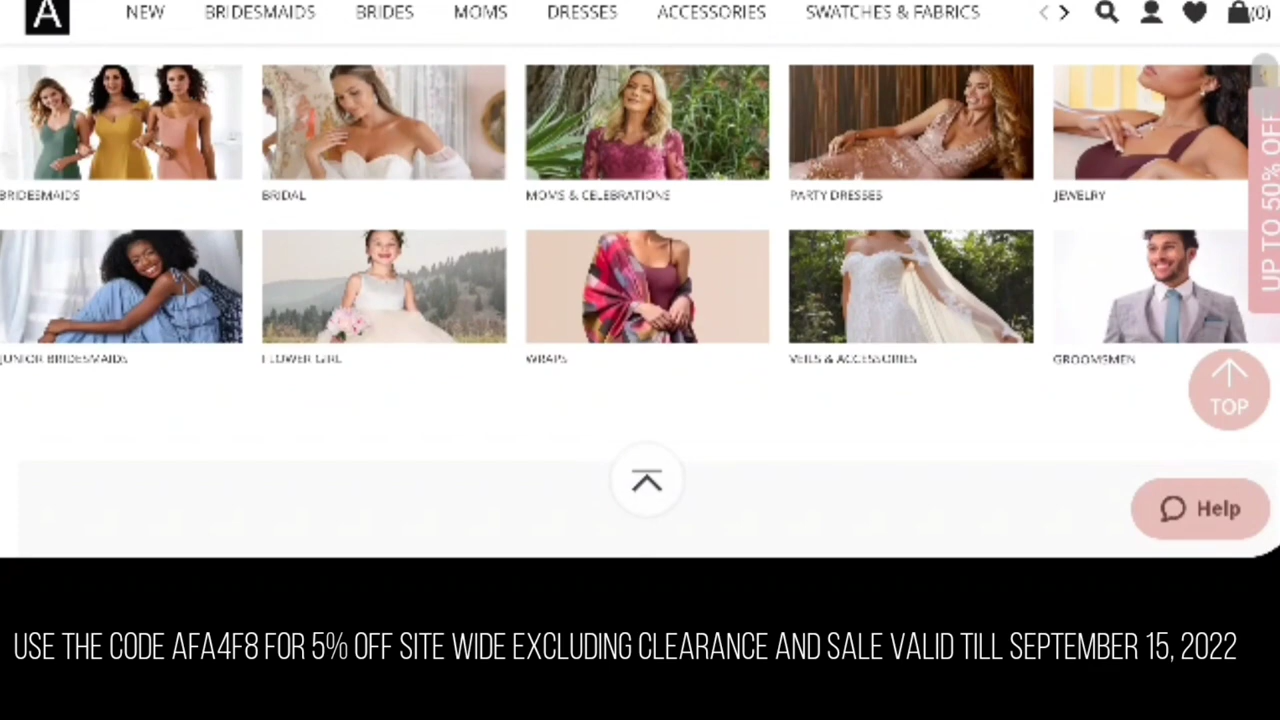 A
NEW BRIDESMAIDS BRIDES MOMS DRESSES ACCESSORIES SWATCHES & FABRICS (0)
BRIDESMAIDS BRIDAL MOMS & CELEBRATIONS PARTY DRESSES JEWELRY
UP TO 50% OFF
JUNIOR BRIDESMAIDS FLOWER GIRL WRAPS VEILS & ACCESSORIES GROOMSMEN
TOP
Help
USE THE CODE AFA4F8 FOR 5% OFF SITE WIDE EXCLUDING CLEARANCE AND SALE VALID TILL SEPTEMBER 15, 2022